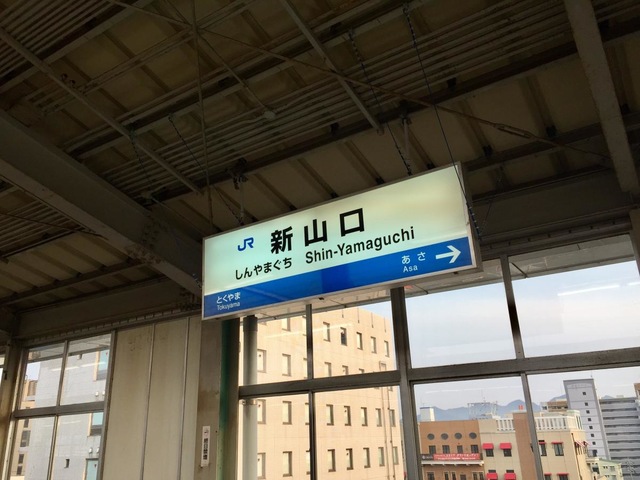 JR 新山口
しんやまぐち Shin-Yamaguchi
とくやま あさ →
Tokuyama Asa